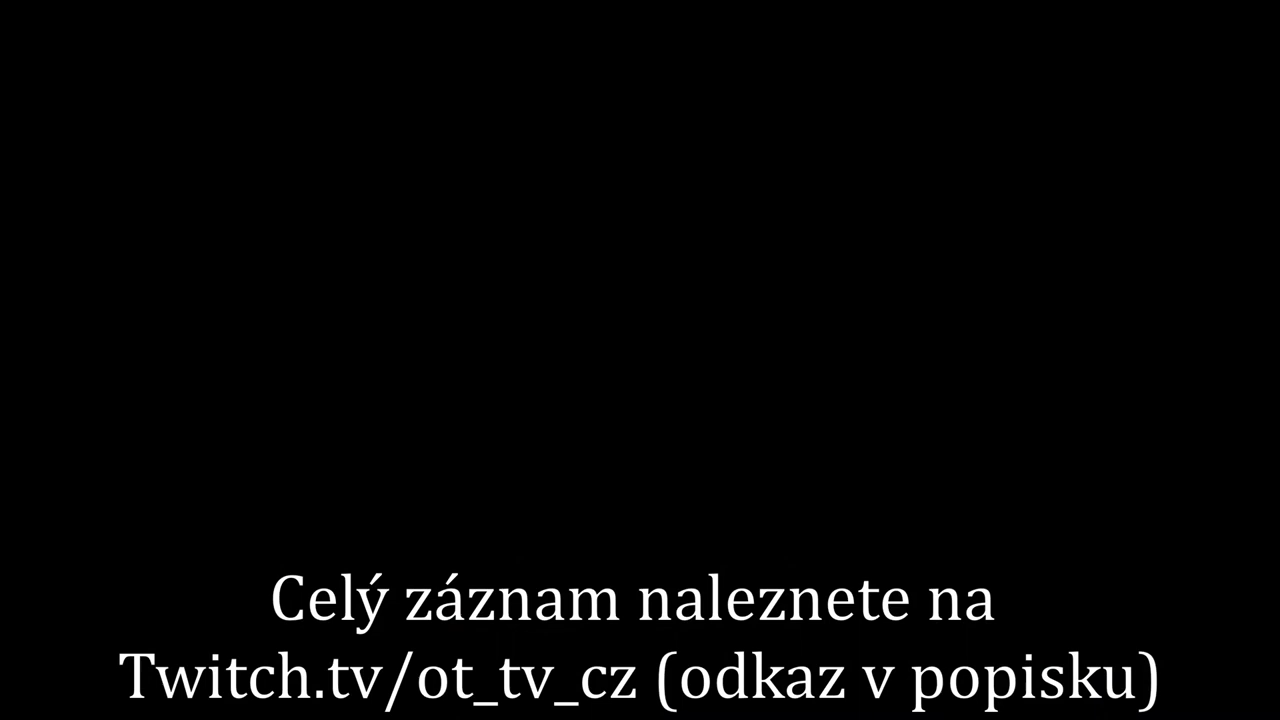 Celý záznam naleznete na
Twitch.tv/ot_tv_cz (odkaz v popisku)